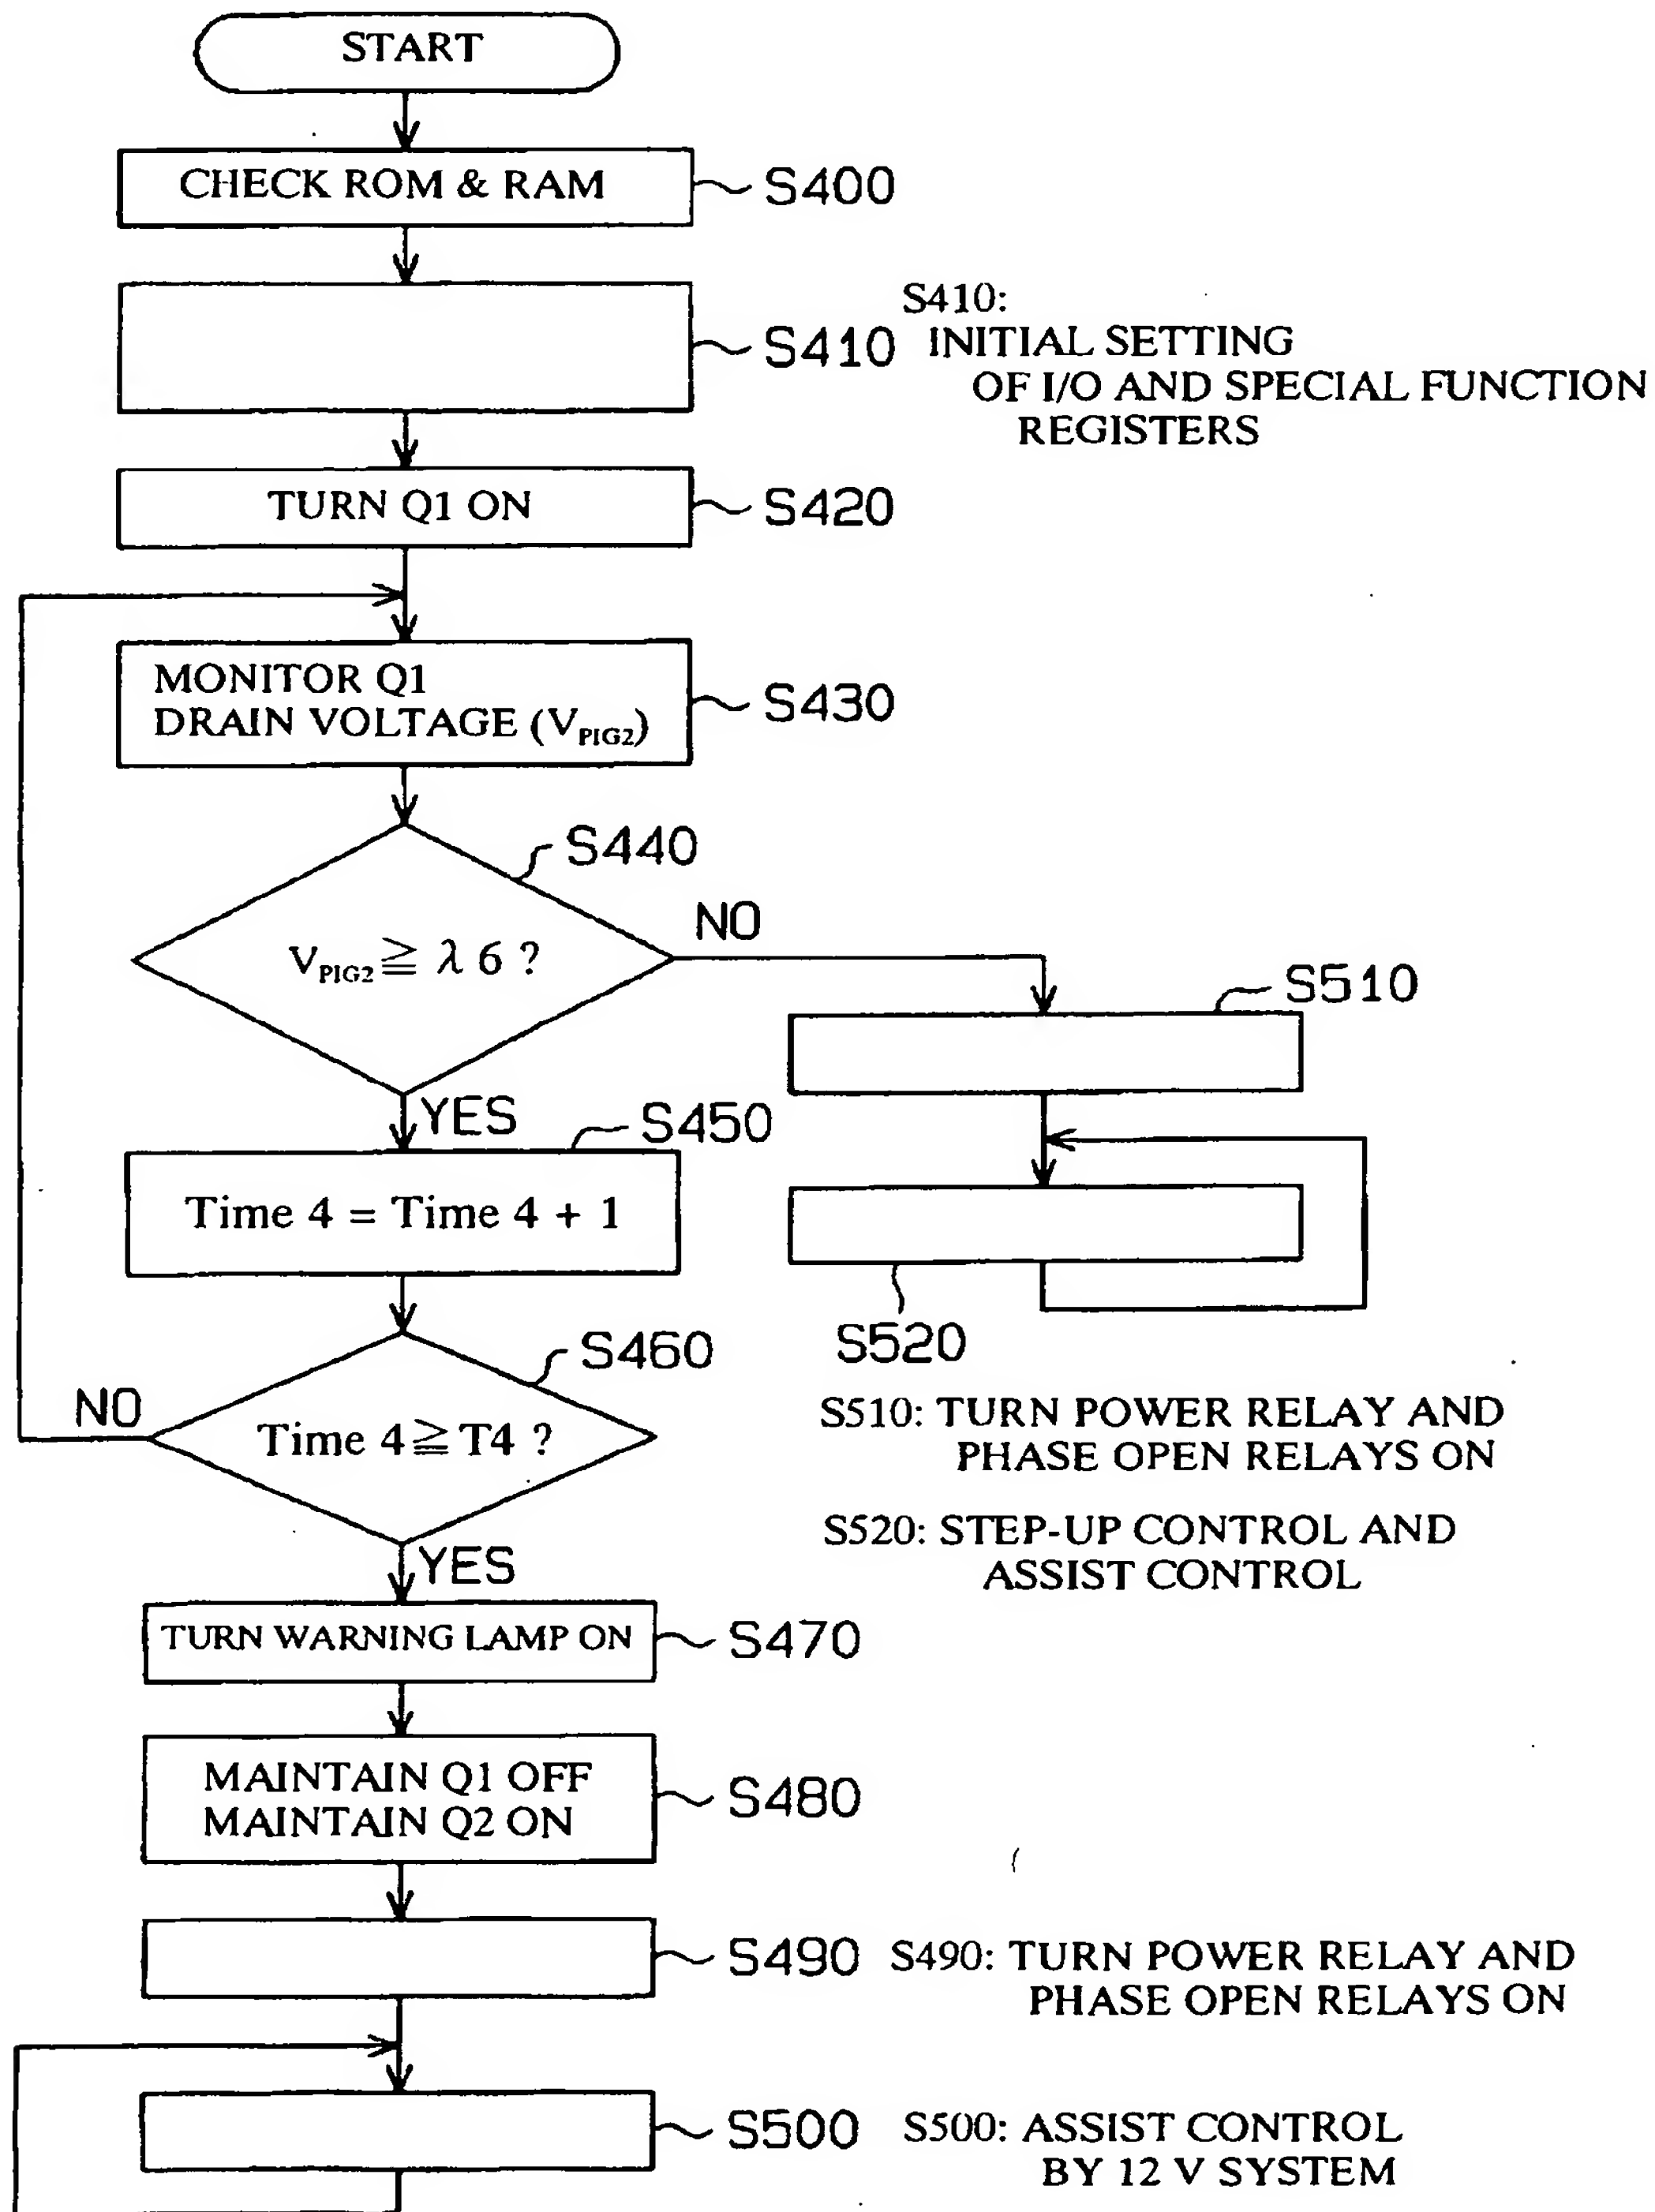 START
CHECK ROM & RAM
S400
S410
S410:
INITIAL SETTING
OF I/O AND SPECIAL FUNCTION
REGISTERS
TURN Q1 ON
S420
MONITOR Q1
DRAIN VOLTAGE (V_PIG2)
S430
S440
V_PIG2 ≧ λ 6 ?
NO
S510
YES
S450
Time 4 = Time 4 + 1
S520
S460
NO
Time 4 ≧ T4 ?
S510: TURN POWER RELAY AND
PHASE OPEN RELAYS ON
S520: STEP-UP CONTROL AND
ASSIST CONTROL
YES
TURN WARNING LAMP ON
S470
MAINTAIN Q1 OFF
MAINTAIN Q2 ON
S480
S490
S490: TURN POWER RELAY AND
PHASE OPEN RELAYS ON
S500
S500: ASSIST CONTROL
BY 12 V SYSTEM